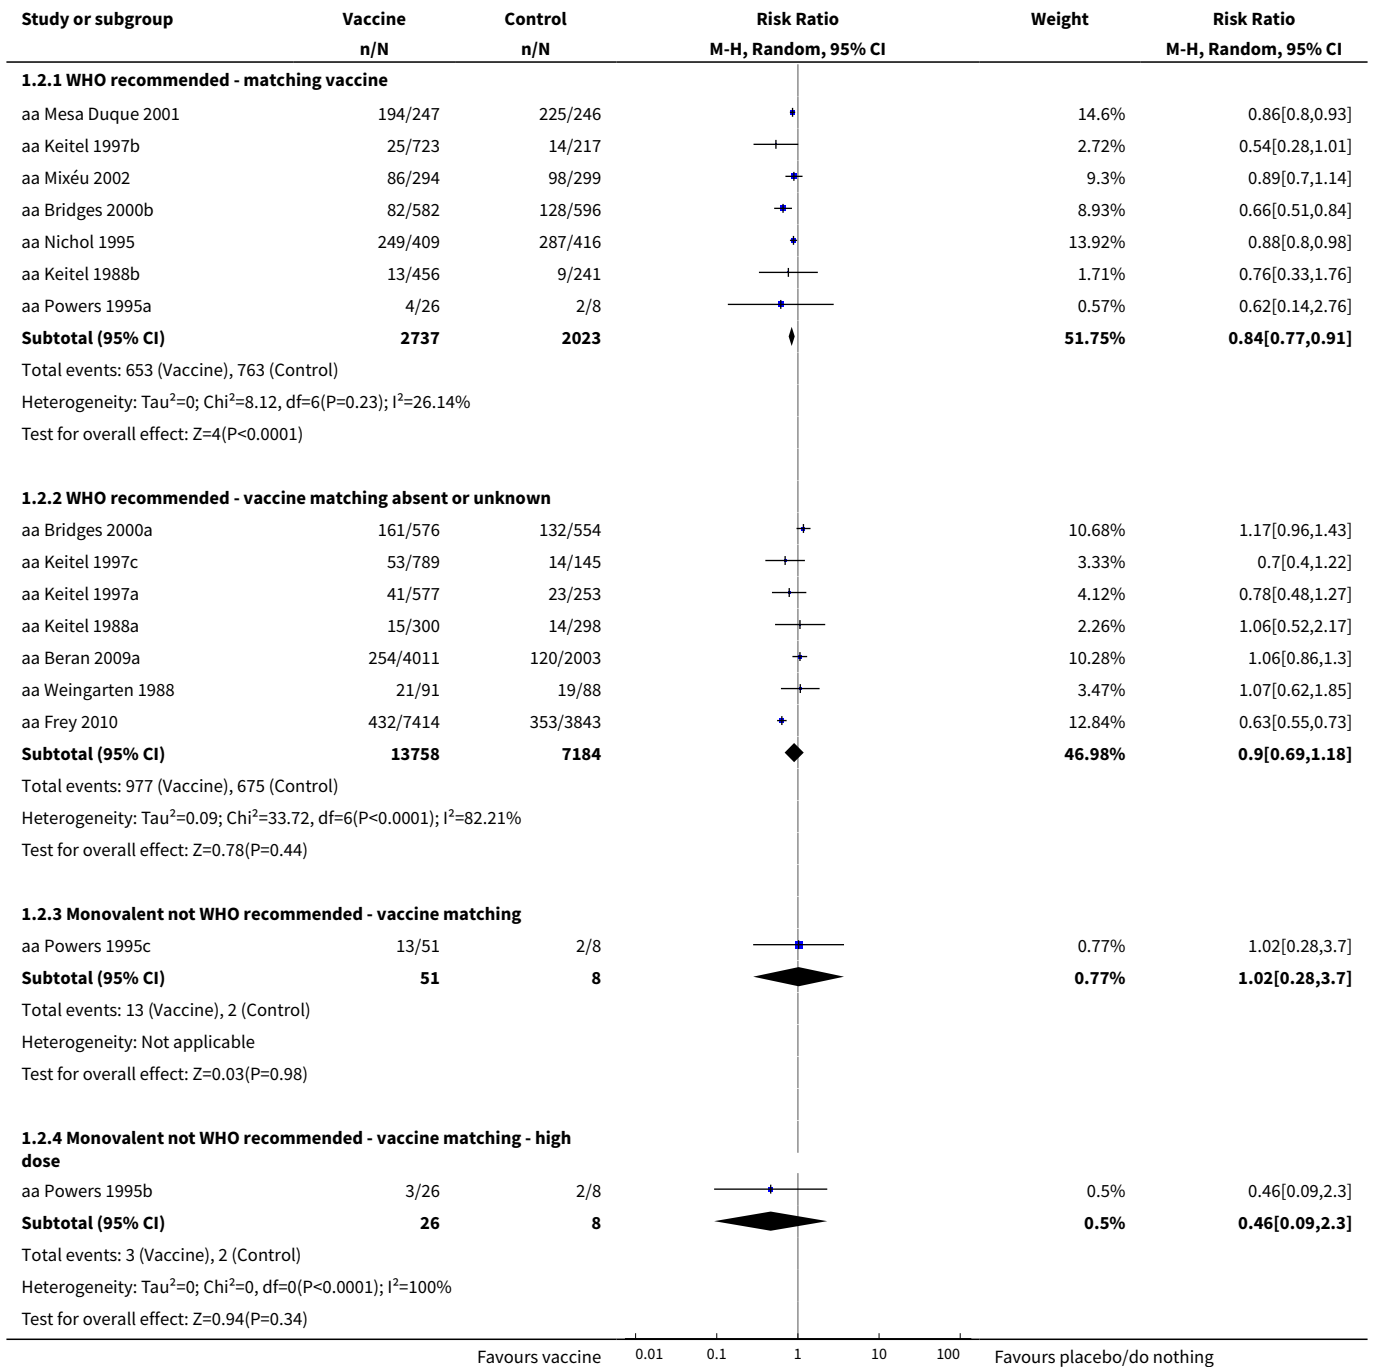 Study or subgroup Vaccine Control Risk Ratio Weight Risk Ratio
n/N n/N M-H, Random, 95% CI M-H, Random, 95% CI
1.2.1 WHO recommended - matching vaccine
aa Mesa Duque 2001 194/247 225/246 14.6% 0.86[0.8,0.93]
aa Keitel 1997b 25/723 14/217 2.72% 0.54[0.28,1.01]
aa Mixéu 2002 86/294 98/299 9.3% 0.89[0.7,1.14]
aa Bridges 2000b 82/582 128/596 8.93% 0.66[0.51,0.84]
aa Nichol 1995 249/409 287/416 13.92% 0.88[0.8,0.98]
aa Keitel 1988b 13/456 9/241 1.71% 0.76[0.33,1.76]
aa Powers 1995a 4/26 2/8 0.57% 0.62[0.14,2.76]
Subtotal (95% CI) 2737 2023 51.75% 0.84[0.77,0.91]
Total events: 653 (Vaccine), 763 (Control)
Heterogeneity: Tau²=0; Chi²=8.12, df=6(P=0.23); I²=26.14%
Test for overall effect: Z=4(P<0.0001)
1.2.2 WHO recommended - vaccine matching absent or unknown
aa Bridges 2000a 161/576 132/554 10.68% 1.17[0.96,1.43]
aa Keitel 1997c 53/789 14/145 3.33% 0.7[0.4,1.22]
aa Keitel 1997a 41/577 23/253 4.12% 0.78[0.48,1.27]
aa Keitel 1988a 15/300 14/298 2.26% 1.06[0.52,2.17]
aa Beran 2009a 254/4011 120/2003 10.28% 1.06[0.86,1.3]
aa Weingarten 1988 21/91 19/88 3.47% 1.07[0.62,1.85]
aa Frey 2010 432/7414 353/3843 12.84% 0.63[0.55,0.73]
Subtotal (95% CI) 13758 7184 46.98% 0.9[0.69,1.18]
Total events: 977 (Vaccine), 675 (Control)
Heterogeneity: Tau²=0.09; Chi²=33.72, df=6(P<0.0001); I²=82.21%
Test for overall effect: Z=0.78(P=0.44)
1.2.3 Monovalent not WHO recommended - vaccine matching
aa Powers 1995c 13/51 2/8 0.77% 1.02[0.28,3.7]
Subtotal (95% CI) 51 8 0.77% 1.02[0.28,3.7]
Total events: 13 (Vaccine), 2 (Control)
Heterogeneity: Not applicable
Test for overall effect: Z=0.03(P=0.98)
1.2.4 Monovalent not WHO recommended - vaccine matching - high
dose
aa Powers 1995b 3/26 2/8 0.5% 0.46[0.09,2.3]
Subtotal (95% CI) 26 8 0.5% 0.46[0.09,2.3]
Total events: 3 (Vaccine), 2 (Control)
Heterogeneity: Tau²=0; Chi²=0, df=0(P<0.0001); I²=100%
Test for overall effect: Z=0.94(P=0.34)
Favours vaccine 0.01 0.1 1 10 100 Favours placebo/do nothing